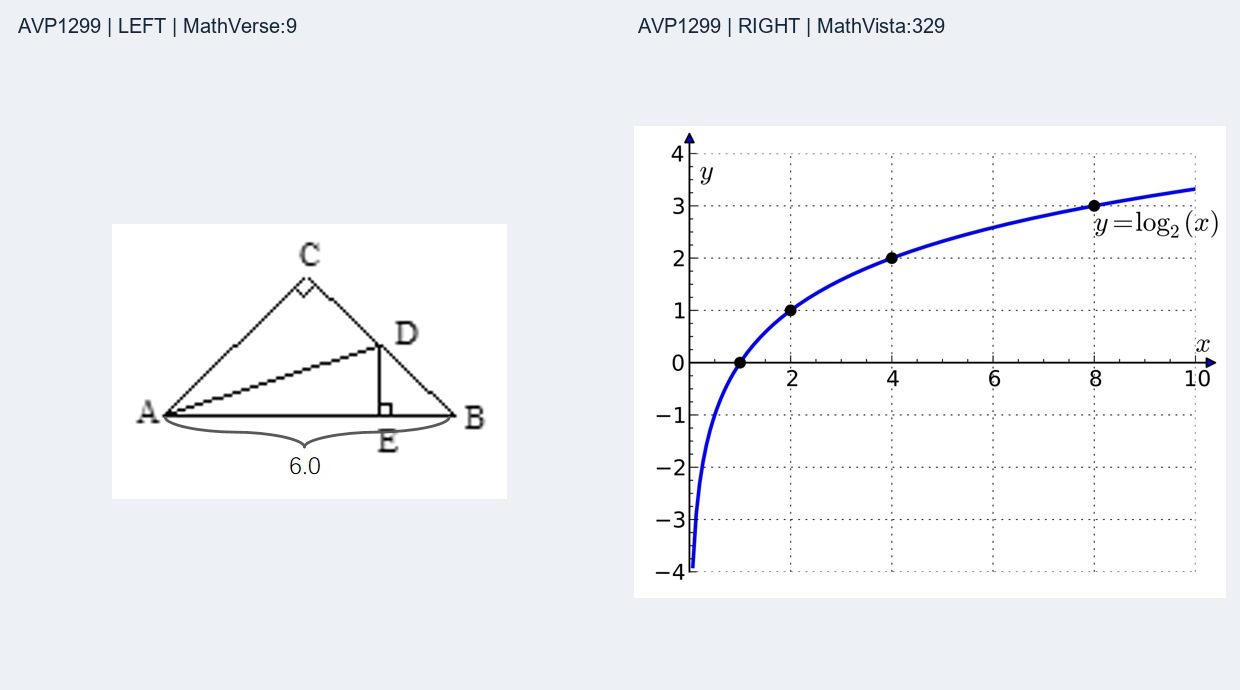 AVP1299 | LEFT | MathVerse:9
AVP1299 | RIGHT | MathVista:329
C
D
A
B
E
6.0
4
y
3
y=log₂(x)
2
1
x
0
2
4
6
8
10
−1
−2
−3
−4